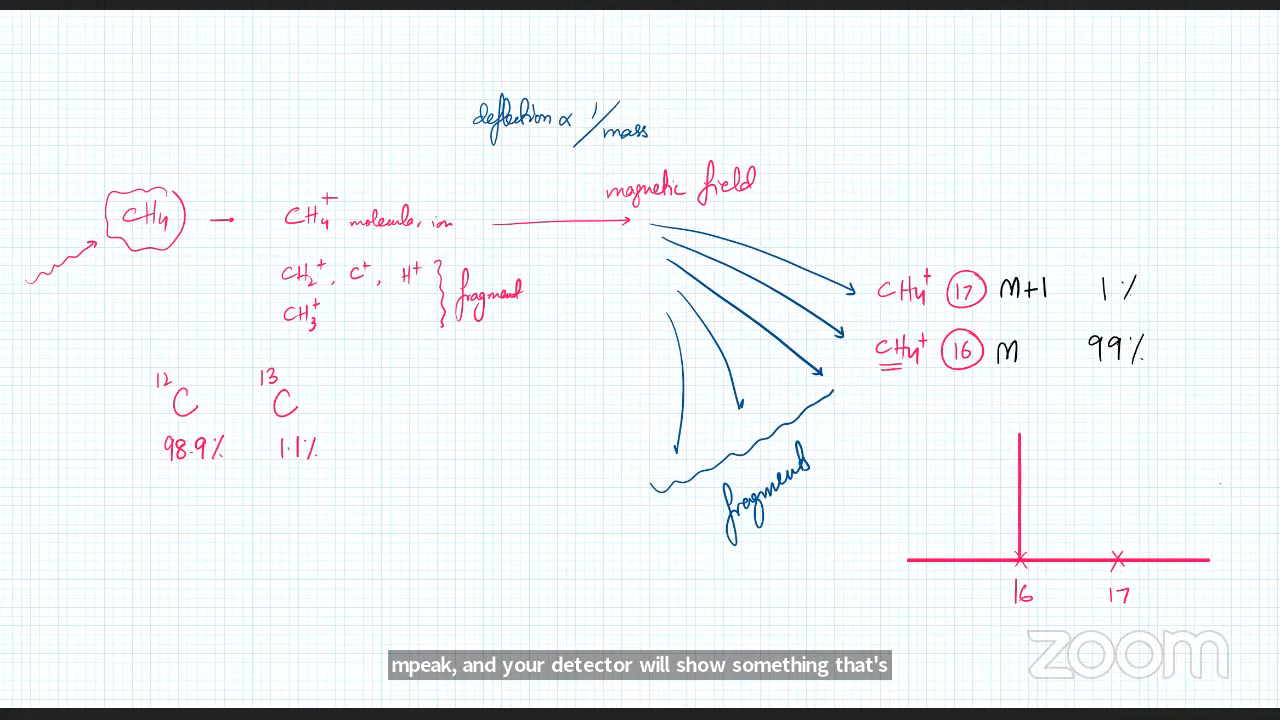 deflection ∝ 1/mass
magnetic field
CH4 → CH4+ molecular ion
CH2+, C+, H+
CH3+
} fragment
CH4+ 17 M+1 1%
CH4+ 16 M 99%
12C 13C
98.9% 1.1%
fragment
16 17
zoom
mpeak, and your detector will show something that's